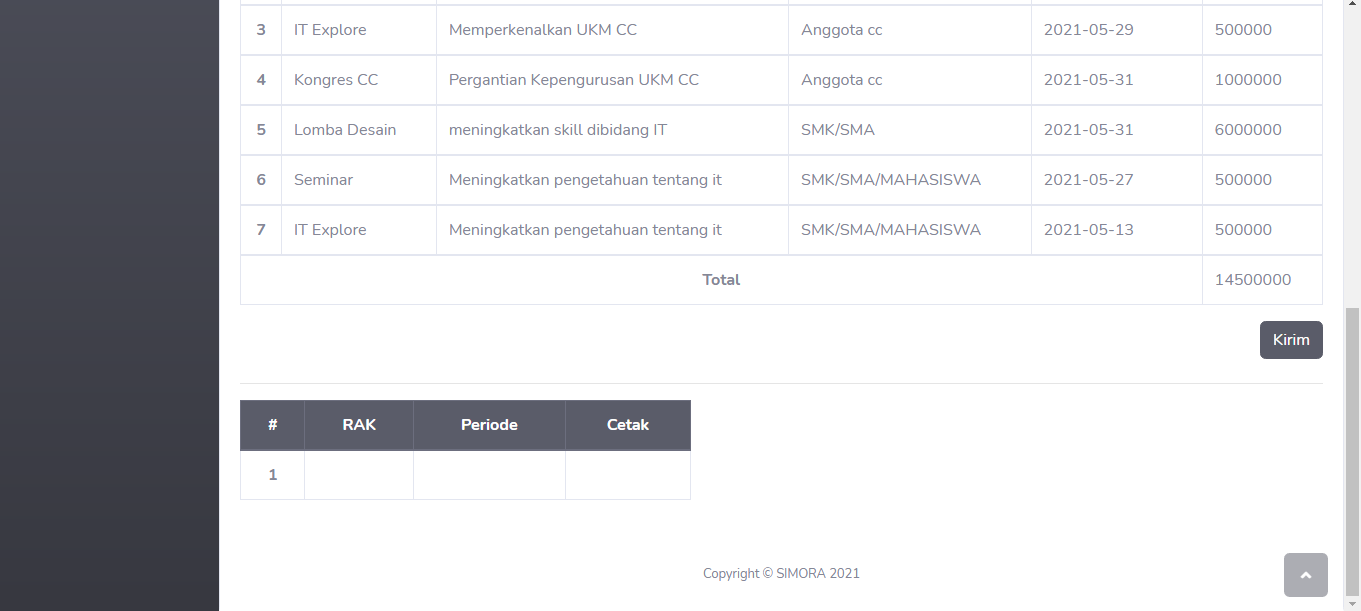 3 IT Explore Memperkenalkan UKM CC Anggota cc 2021-05-29 500000
4 Kongres CC Pergantian Kepengurusan UKM CC Anggota cc 2021-05-31 1000000
5 Lomba Desain meningkatkan skill dibidang IT SMK/SMA 2021-05-31 6000000
6 Seminar Meningkatkan pengetahuan tentang it SMK/SMA/MAHASISWA 2021-05-27 500000
7 IT Explore Meningkatkan pengetahuan tentang it SMK/SMA/MAHASISWA 2021-05-13 500000
Total 14500000
Kirim
# RAK Periode Cetak
1
Copyright © SIMORA 2021